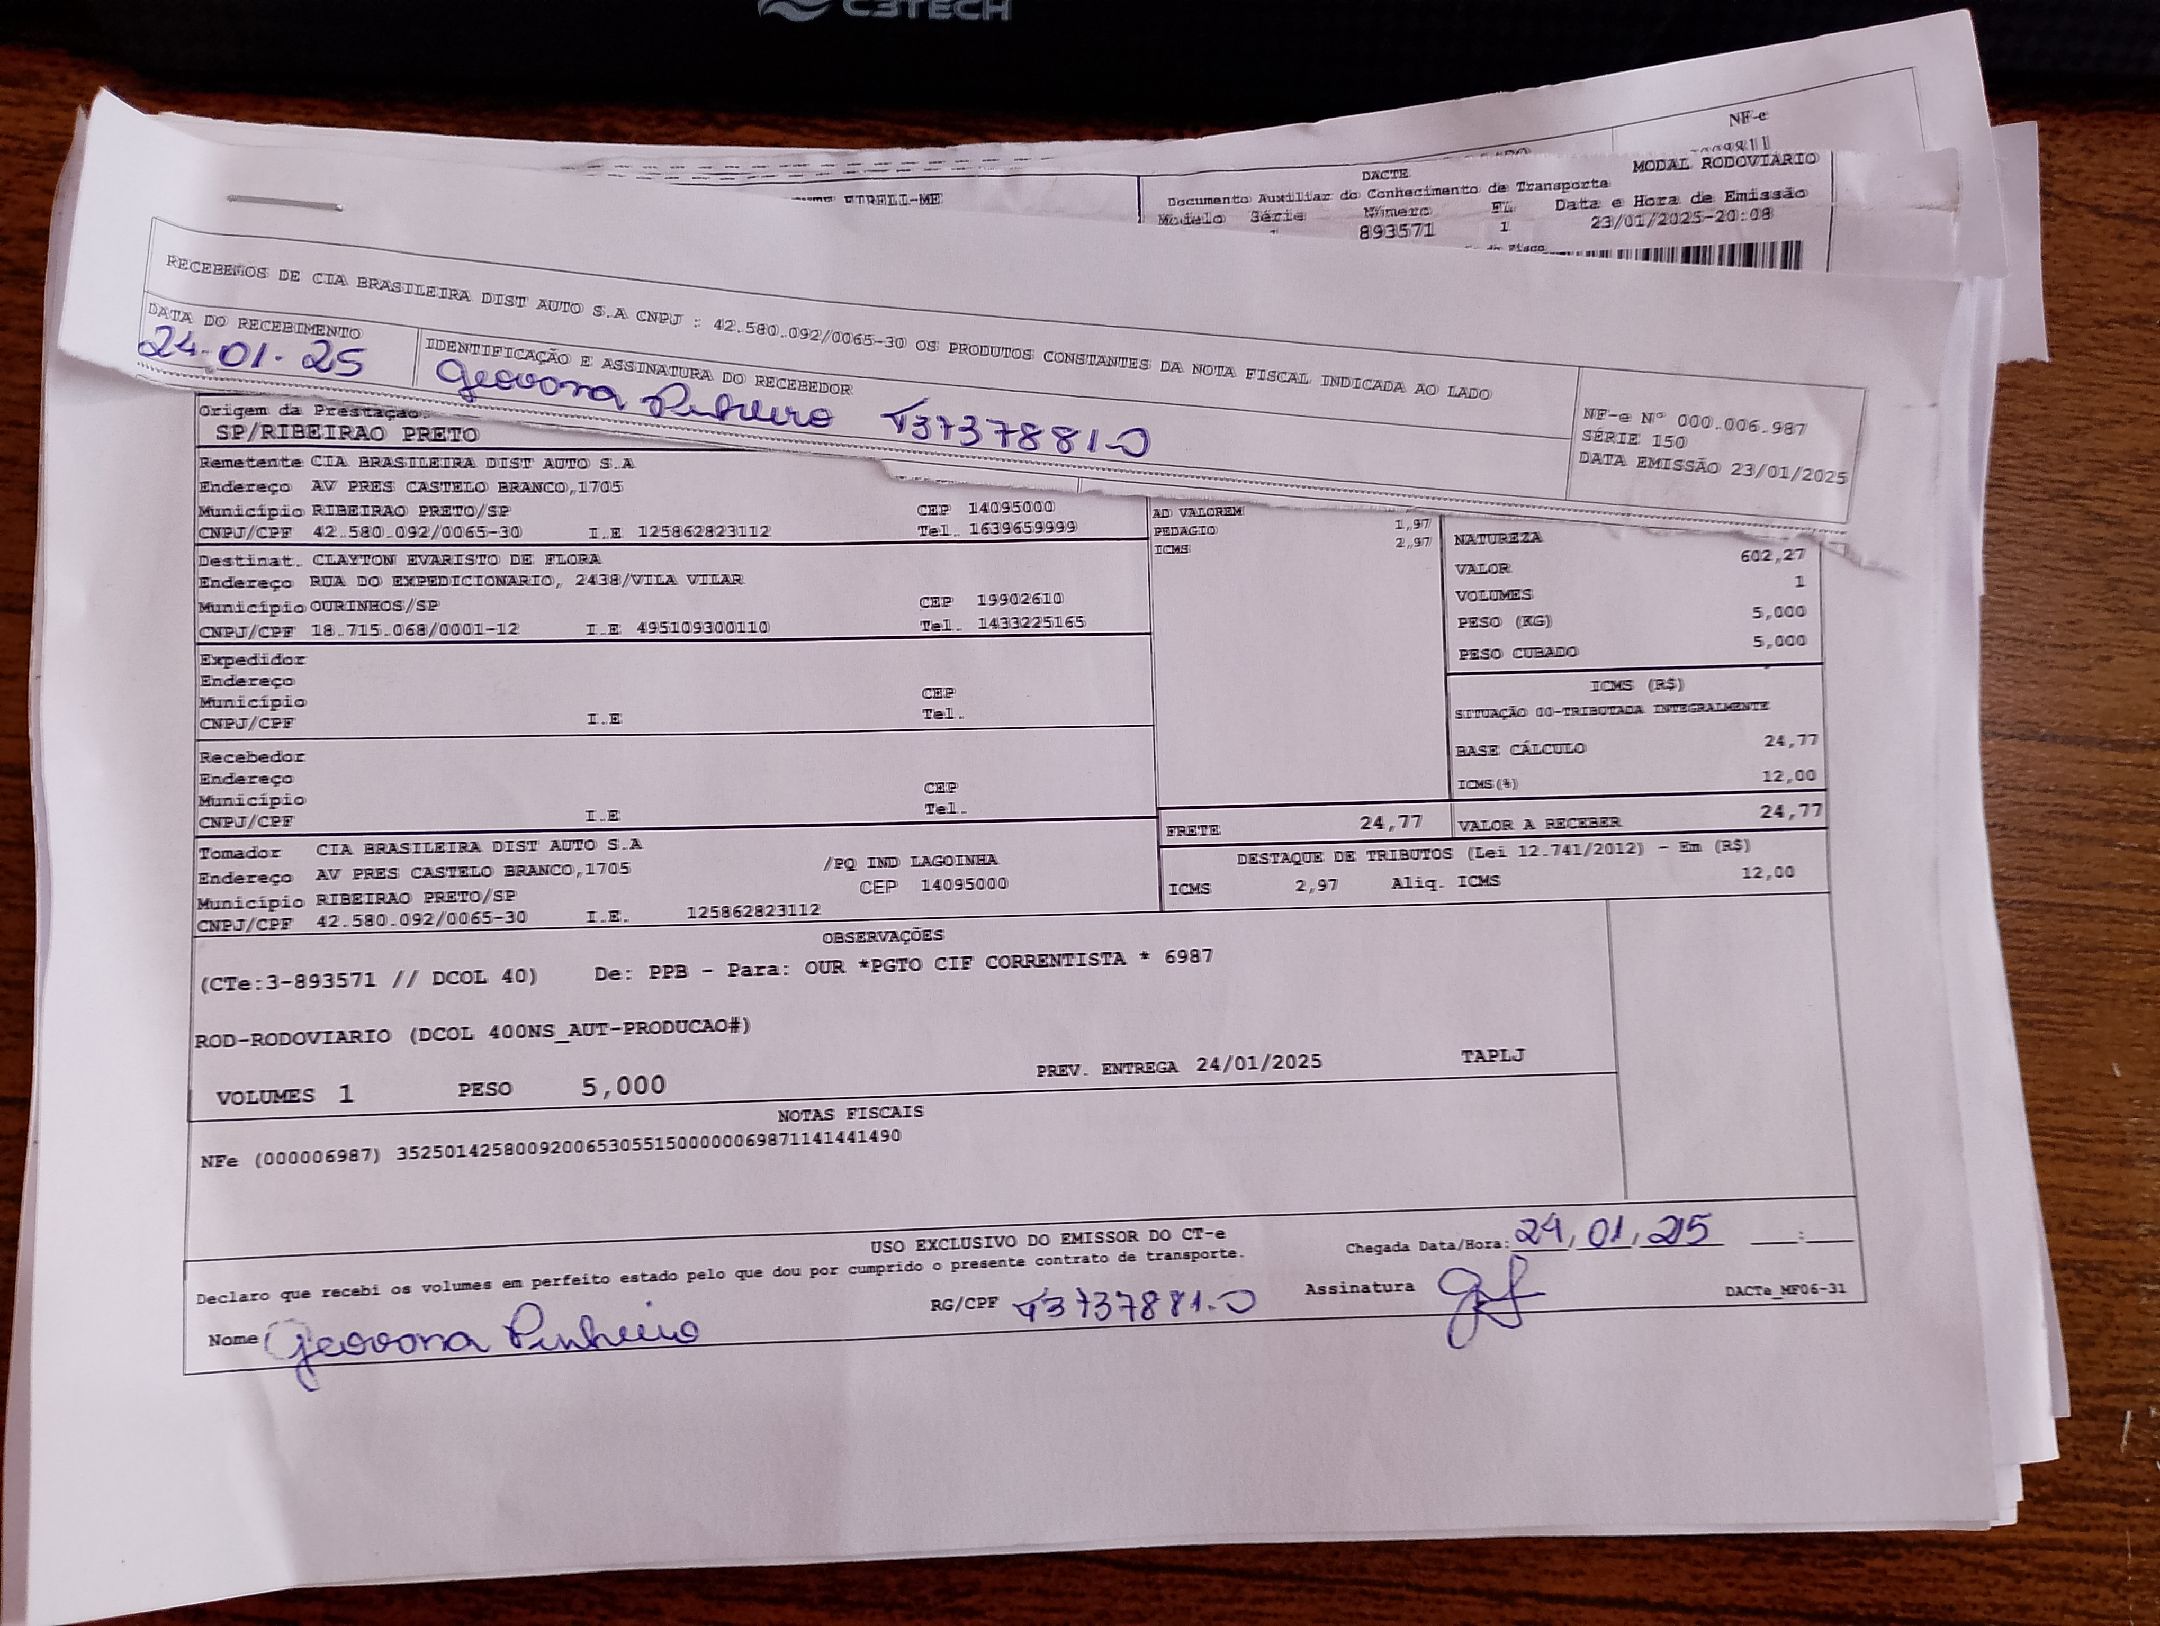 C3TECH
NF-e
MODAL RODOVIÁRIO
DACTE
Documento Auxiliar do Conhecimento de Transporte
EIRELI-ME
Modelo Série Número FL Data e Hora de Emissão
893571 1 23/01/2025-20:08
RECEBEMOS DE CIA BRASILEIRA DIST AUTO S.A CNPJ : 42.580.092/0065-30 OS PRODUTOS CONSTANTES DA NOTA FISCAL INDICADA AO LADO
DATA DO RECEBIMENTO
24-01-25
IDENTIFICAÇÃO E ASSINATURA DO RECEBEDOR
Geovona Pinheiro 737378810
NF-e Nº 000.006.987
SÉRIE 150
DATA EMISSÃO 23/01/2025
Origem da Prestação
SP/RIBEIRAO PRETO
Remetente CIA BRASILEIRA DIST AUTO S.A
Endereço AV PRES CASTELO BRANCO,1705
Município RIBEIRAO PRETO/SP CEP 14095000
CNPJ/CPF 42.580.092/0065-30 I.E 125862823112 Tel. 1639659999
Destinat. CLAYTON EVARISTO DE FLORA
Endereço RUA DO EXPEDICIONARIO, 2438/VILA VILAR
Município OURINHOS/SP CEP 19902610
CNPJ/CPF 18.715.068/0001-12 I.E 495109300110 Tel. 1433225165
Expedidor
Endereço
Município CEP
CNPJ/CPF I.E Tel.
Recebedor
Endereço
Município CEP
CNPJ/CPF I.E Tel.
Tomador CIA BRASILEIRA DIST AUTO S.A
Endereço AV PRES CASTELO BRANCO,1705 /PQ IND LAGOINHA
Município RIBEIRAO PRETO/SP CEP 14095000
CNPJ/CPF 42.580.092/0065-30 I.E. 125862823112
AD VALOREM
PEDAGIO 1,97
ICMS 2,97
NATUREZA
VALOR 602,27
VOLUMES 1
PESO (KG) 5,000
PESO CUBADO 5,000
ICMS (R$)
SITUAÇÃO 00-TRIBUTADA INTEGRALMENTE
BASE CÁLCULO 24,77
ICMS(%) 12,00
FRETE 24,77 VALOR A RECEBER 24,77
DESTAQUE DE TRIBUTOS (Lei 12.741/2012) - Em (R$)
ICMS 2,97 Aliq. ICMS 12,00
OBSERVAÇÕES
(CTe:3-893571 // DCOL 40) De: PPB - Para: OUR *PGTO CIF CORRENTISTA * 6987
ROD-RODOVIARIO (DCOL 400NS_AUT-PRODUCAO#)
VOLUMES 1 PESO 5,000 PREV. ENTREGA 24/01/2025 TAPLJ
NOTAS FISCAIS
NFe (000006987) 35250142580092006530551500000069871141441490
USO EXCLUSIVO DO EMISSOR DO CT-e
Declaro que recebi os volumes em perfeito estado pelo que dou por cumprido o presente contrato de transporte.
Chegada Data/Hora: 24/01/25 __:__
Nome Geovona Pinheiro RG/CPF 73737881-0 Assinatura
DACTe_MF06-31